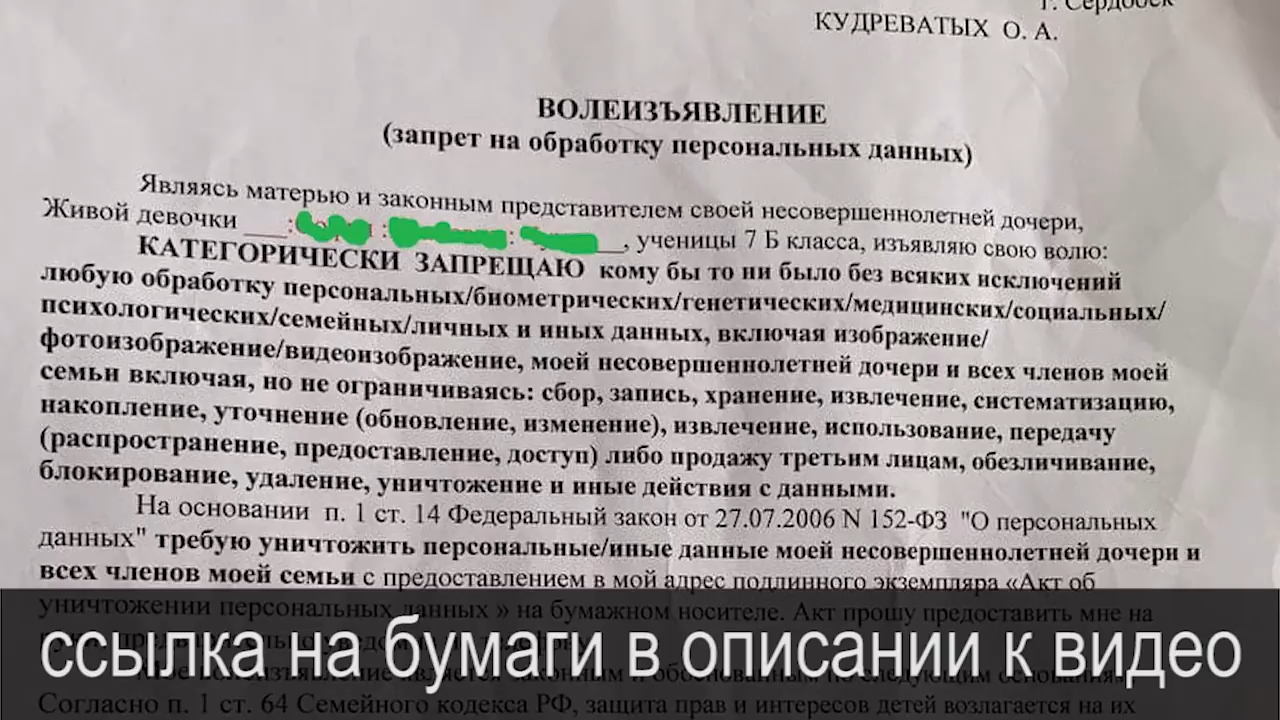 г. Сердобск
КУДРЕВАТЫХ О. А.
ВОЛЕИЗЪЯВЛЕНИЕ
(запрет на обработку персональных данных)
Являясь матерью и законным представителем своей несовершеннолетней дочери,
Живой девочки , ученицы 7 Б класса, изъявляю свою волю:
КАТЕГОРИЧЕСКИ ЗАПРЕЩАЮ кому бы то ни было без всяких исключений
любую обработку персональных/биометрических/генетических/медицинских/социальных/
психологических/семейных/личных и иных данных, включая изображение/
фотоизображение/видеоизображение, моей несовершеннолетней дочери и всех членов моей
семьи включая, но не ограничиваясь: сбор, запись, хранение, извлечение, систематизацию,
накопление, уточнение (обновление, изменение), извлечение, использование, передачу
(распространение, предоставление, доступ) либо продажу третьим лицам, обезличивание,
блокирование, удаление, уничтожение и иные действия с данными.
На основании п. 1 ст. 14 Федеральный закон от 27.07.2006 N 152-ФЗ "О персональных
данных" требую уничтожить персональные/иные данные моей несовершеннолетней дочери и
всех членов моей семьи с предоставлением в мой адрес подлинного экземпляра «Акт об
уничтожении персональных данных » на бумажном носителе. Акт прошу предоставить мне на
ссылка на бумаги в описании к видео
Согласно п. 1 ст. 64 Семейного кодекса РФ, защита прав и интересов детей возлагается на их